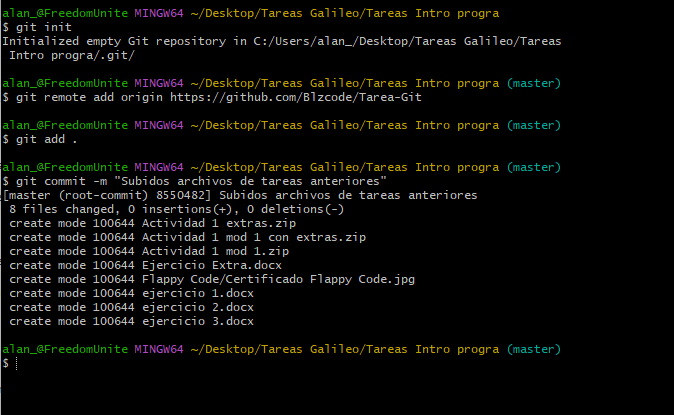 alan_@FreedomUnite MINGW64 ~/Desktop/Tareas Galileo/Tareas Intro progra
$ git init
Initialized empty Git repository in C:/Users/alan_/Desktop/Tareas Galileo/Tareas
 Intro progra/.git/
alan_@FreedomUnite MINGW64 ~/Desktop/Tareas Galileo/Tareas Intro progra (master)
$ git remote add origin https://github.com/Blzcode/Tarea-Git
alan_@FreedomUnite MINGW64 ~/Desktop/Tareas Galileo/Tareas Intro progra (master)
$ git add .
alan_@FreedomUnite MINGW64 ~/Desktop/Tareas Galileo/Tareas Intro progra (master)
$ git commit -m "Subidos archivos de tareas anteriores"
[master (root-commit) 8550482] Subidos archivos de tareas anteriores
 8 files changed, 0 insertions(+), 0 deletions(-)
 create mode 100644 Actividad 1 extras.zip
 create mode 100644 Actividad 1 mod 1 con extras.zip
 create mode 100644 Actividad 1 mod 1.zip
 create mode 100644 Ejercicio Extra.docx
 create mode 100644 Flappy Code/Certificado Flappy Code.jpg
 create mode 100644 ejercicio 1.docx
 create mode 100644 ejercicio 2.docx
 create mode 100644 ejercicio 3.docx
alan_@FreedomUnite MINGW64 ~/Desktop/Tareas Galileo/Tareas Intro progra (master)
$